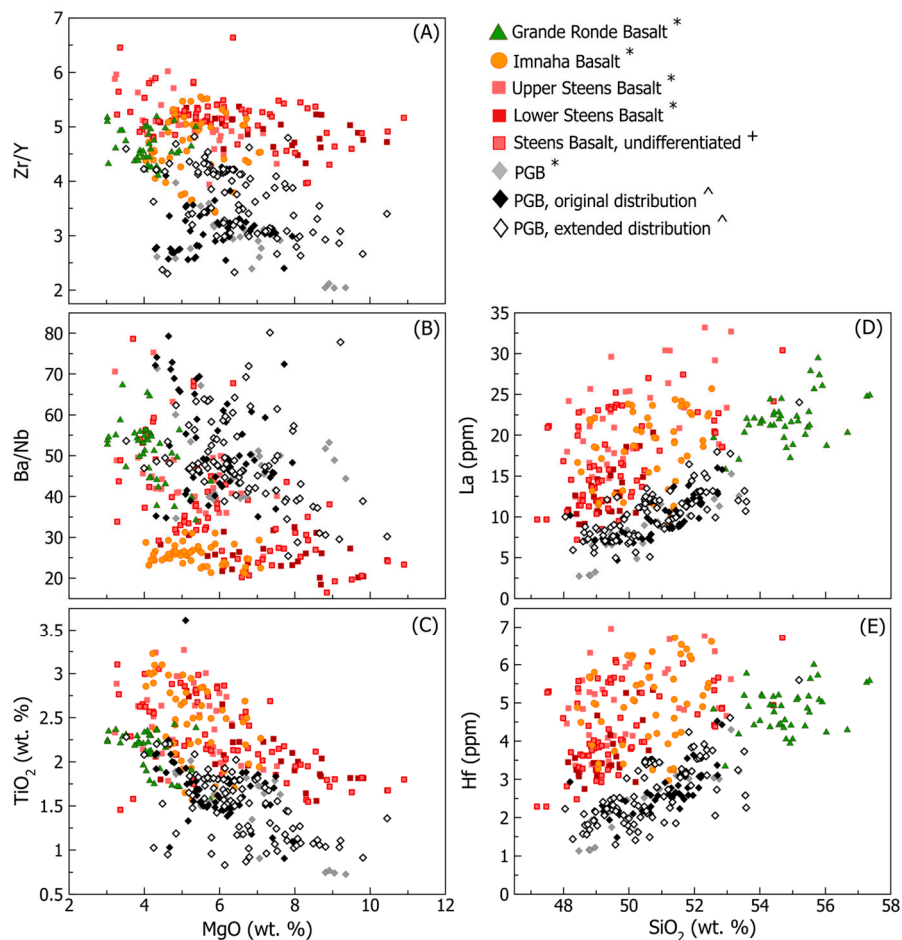 (A)
7
6
5
4
3
2
Zr/Y
Grande Ronde Basalt *
Imnaha Basalt *
Upper Steens Basalt *
Lower Steens Basalt *
Steens Basalt, undifferentiated +
PGB *
PGB, original distribution ^
PGB, extended distribution ^
(B)
80
70
60
50
40
30
20
Ba/Nb
(C)
3.5
3
2.5
2
1.5
1
0.5
TiO2 (wt. %)
2 4 6 8 10 12
MgO (wt. %)
(D)
35
30
25
20
15
10
5
0
La (ppm)
(E)
7
6
5
4
3
2
1
0
Hf (ppm)
48 50 52 54 56 58
SiO2 (wt. %)